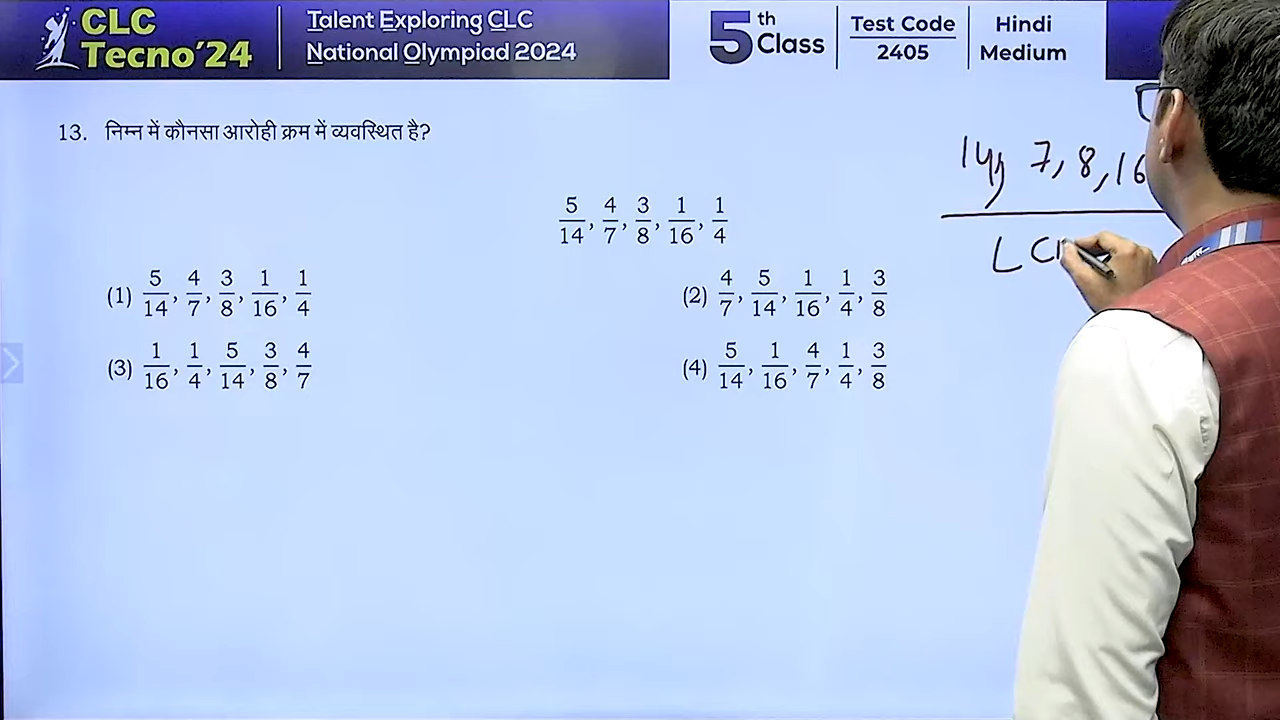 CLC
Tecno'24
Talent Exploring CLC
National Olympiad 2024
5th Class
Test Code
2405
Hindi
Medium
13. निम्न में कौनसा आरोही क्रम में व्यवस्थित है?
5/14, 4/7, 3/8, 1/16, 1/4
(1) 5/14, 4/7, 3/8, 1/16, 1/4
(2) 4/7, 5/14, 1/16, 1/4, 3/8
(3) 1/16, 1/4, 5/14, 3/8, 4/7
(4) 5/14, 1/16, 4/7, 1/4, 3/8
14, 7, 8, 16
LC